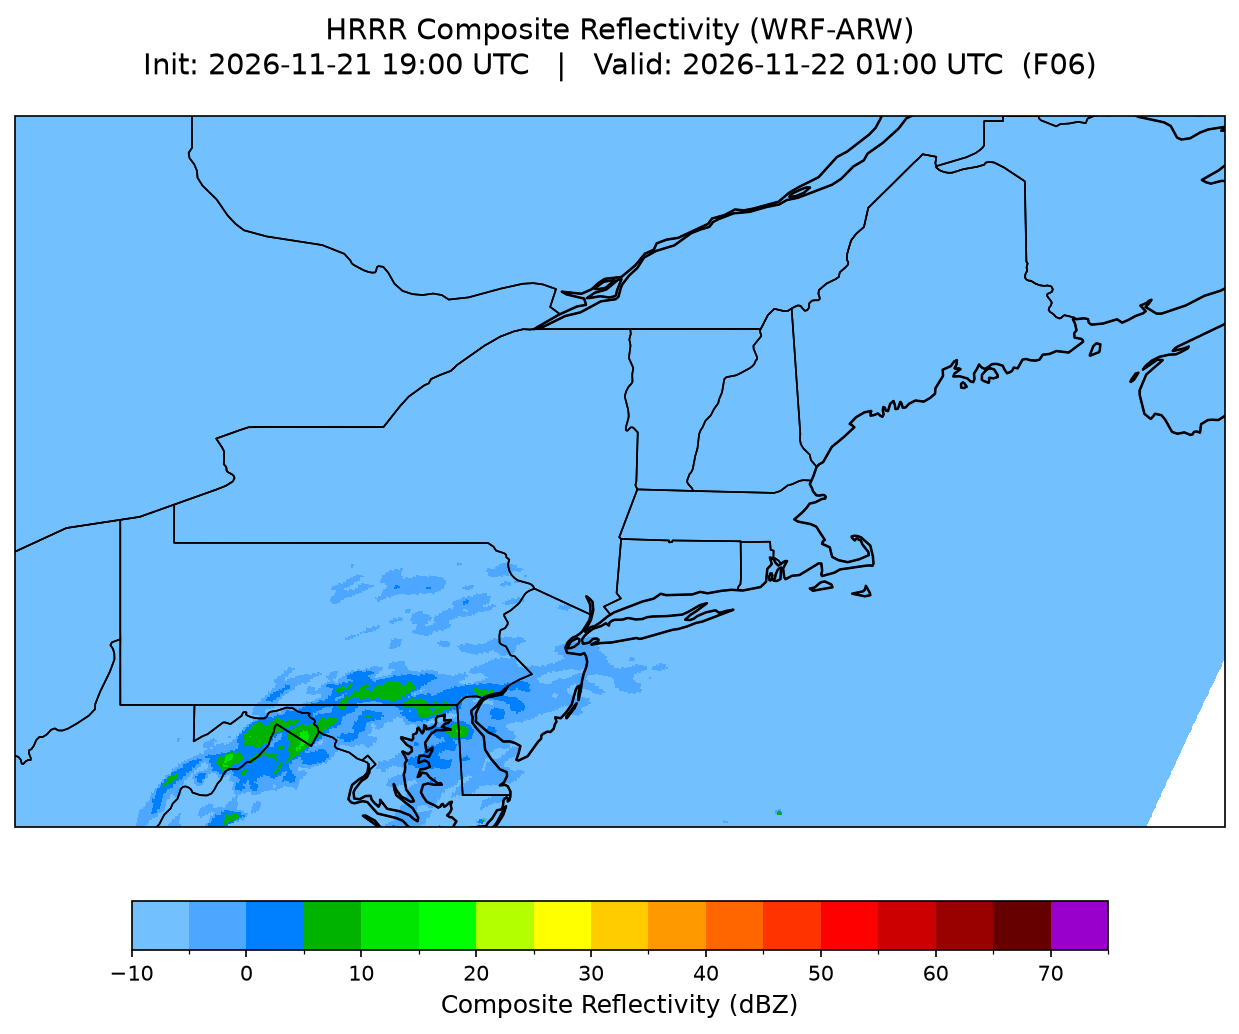 HRRR Composite Reflectivity (WRF-ARW)
Init: 2026-11-21 19:00 UTC   |   Valid: 2026-11-22 01:00 UTC  (F06)
−10 0 10 20 30 40 50 60 70
Composite Reflectivity (dBZ)